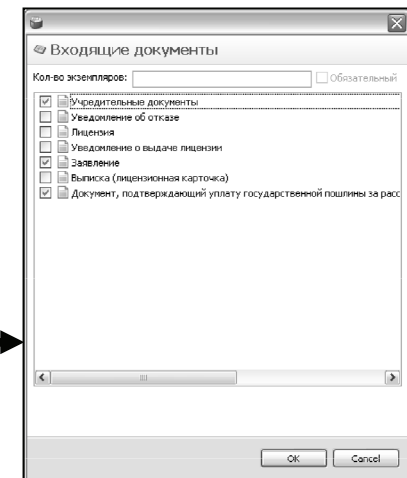 Входящие документы
Кол-во экземпляров:
Обязательный
Учредительные документы
Уведомление об отказе
Лицензия
Уведомление о выдаче лицензии
Заявление
Выписка (лицензионная карточка)
Документ, подтверждающий уплату государственной пошлины за расс
OK
Cancel